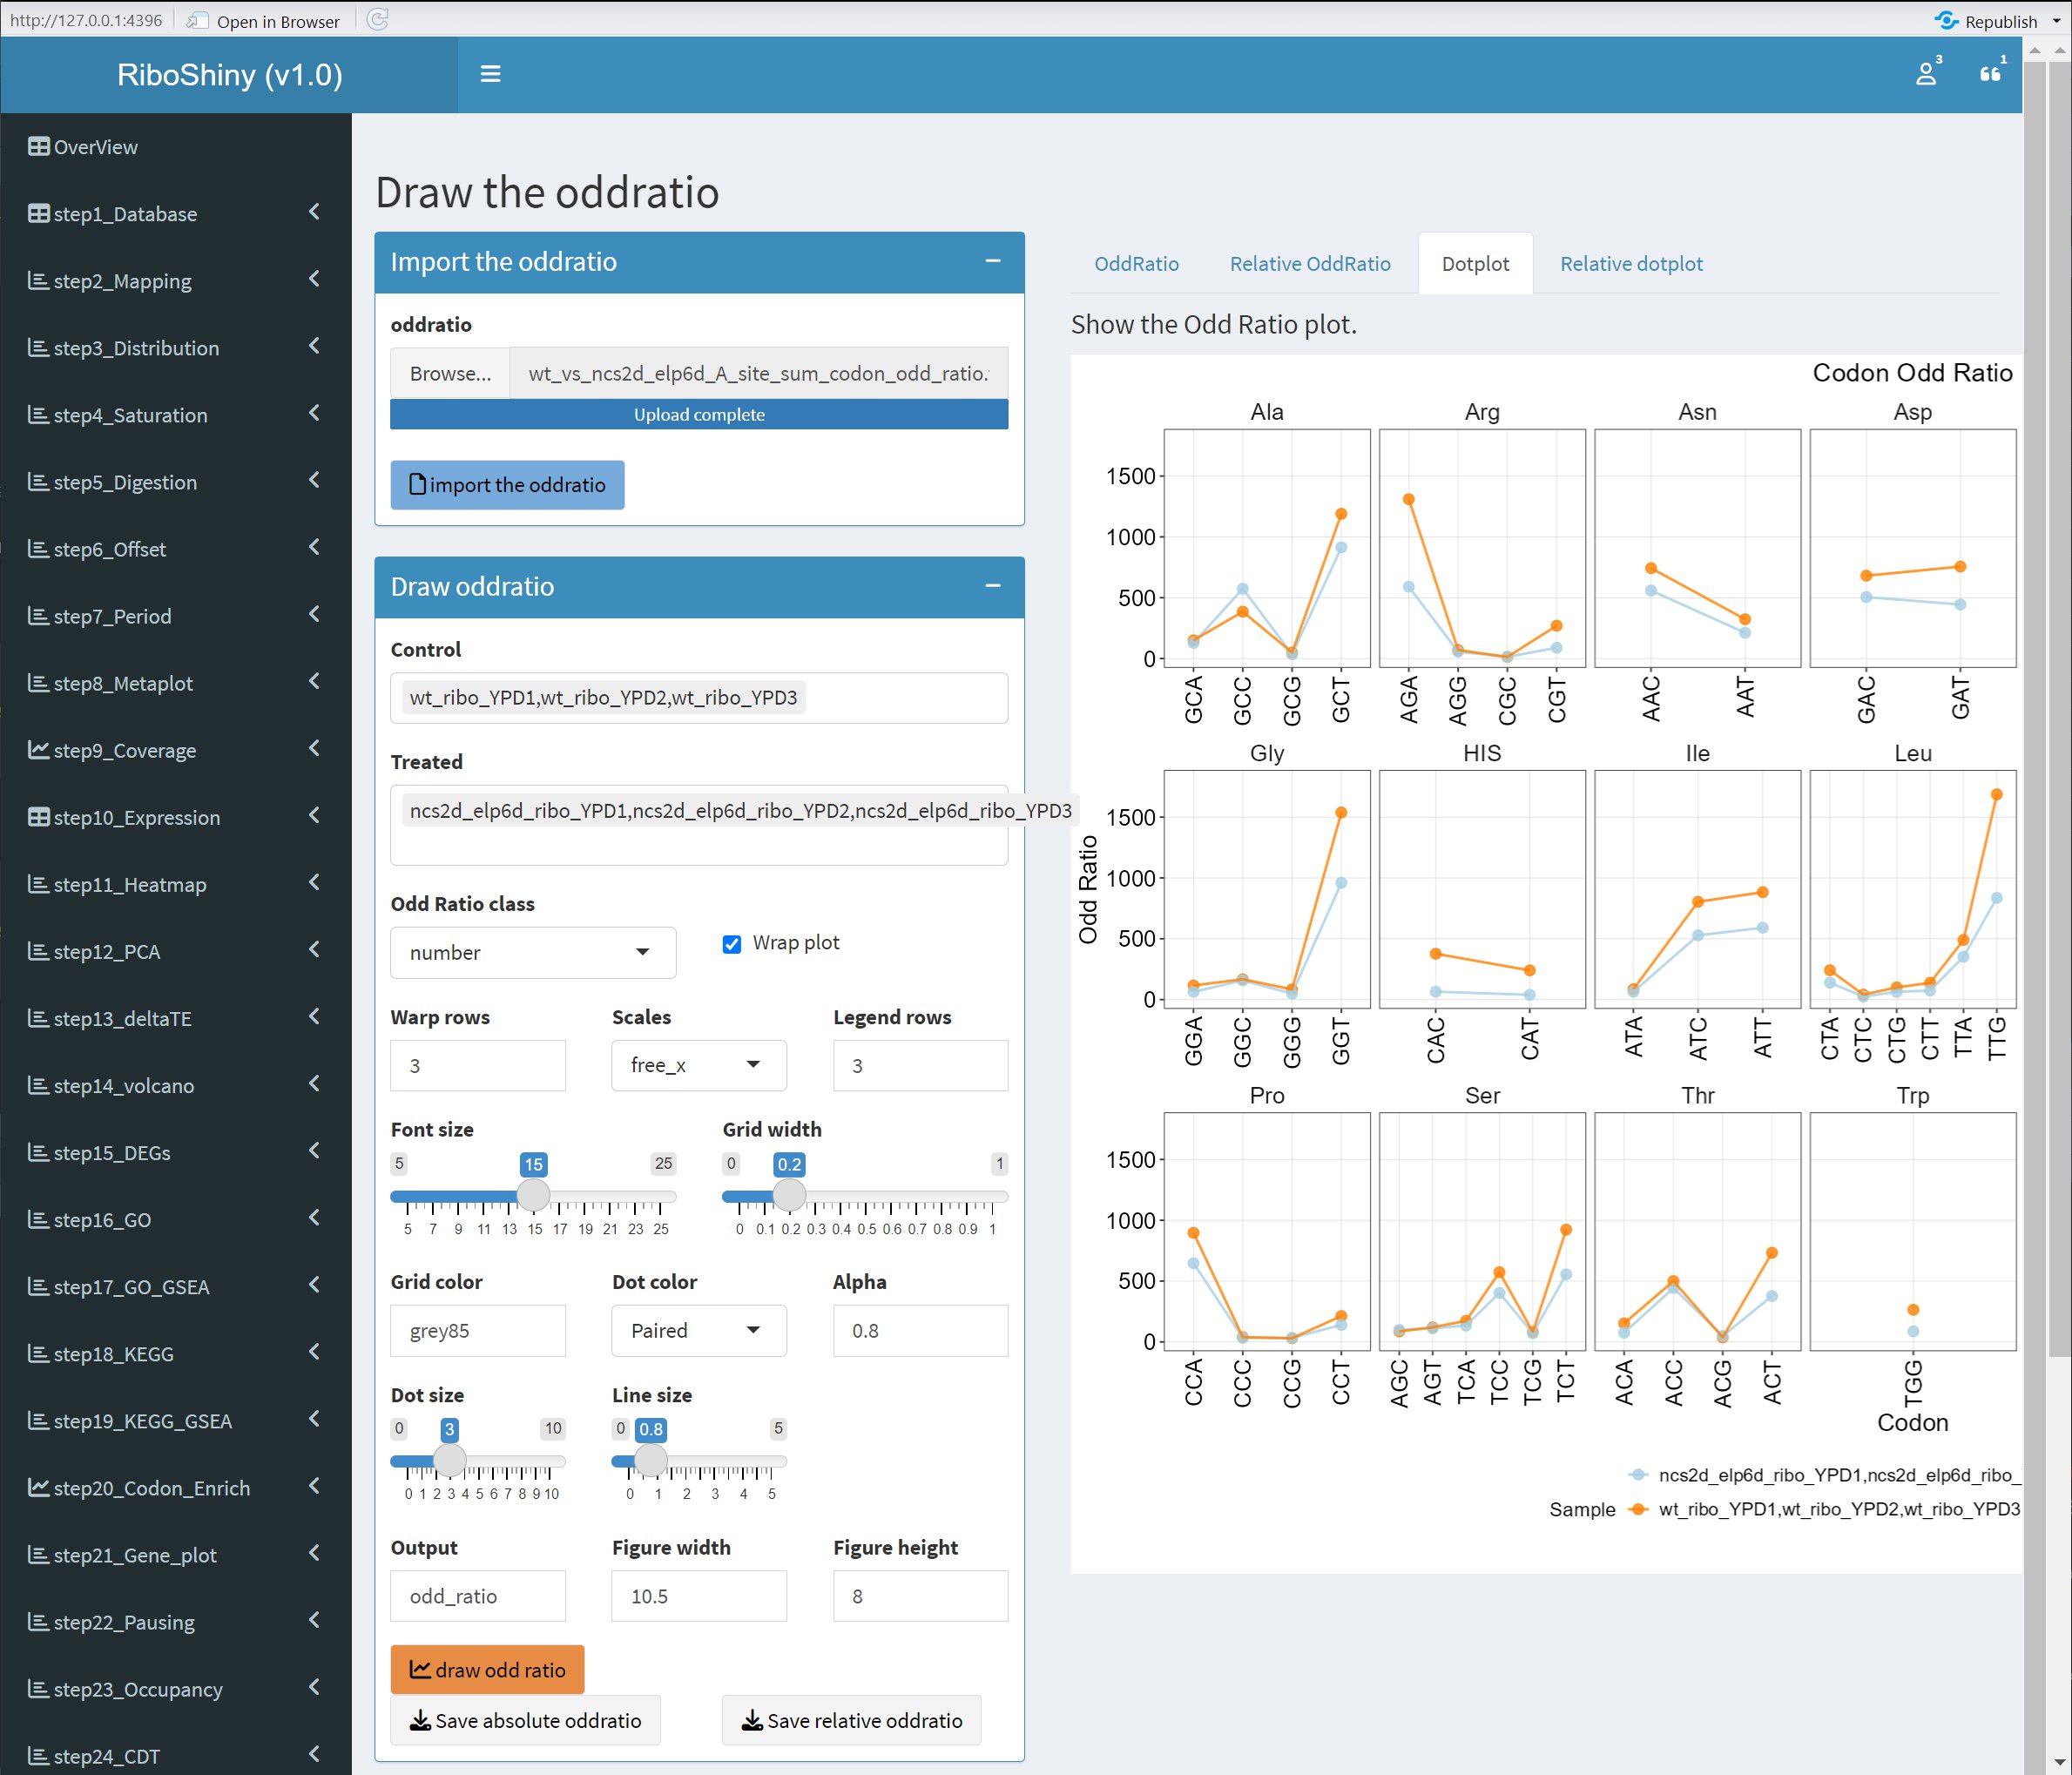 http://127.0.0.1:4396 Open in Browser Republish
RiboShiny (v1.0) 3 1
OverView
step1_Database
step2_Mapping
step3_Distribution
step4_Saturation
step5_Digestion
step6_Offset
step7_Period
step8_Metaplot
step9_Coverage
step10_Expression
step11_Heatmap
step12_PCA
step13_deltaTE
step14_volcano
step15_DEGs
step16_GO
step17_GO_GSEA
step18_KEGG
step19_KEGG_GSEA
step20_Codon_Enrich
step21_Gene_plot
step22_Pausing
step23_Occupancy
step24_CDT
Draw the oddratio
Import the oddratio
oddratio
Browse... wt_vs_ncs2d_elp6d_A_site_sum_codon_odd_ratio.
Upload complete
import the oddratio
Draw oddratio
Control
wt_ribo_YPD1,wt_ribo_YPD2,wt_ribo_YPD3
Treated
ncs2d_elp6d_ribo_YPD1,ncs2d_elp6d_ribo_YPD2,ncs2d_elp6d_ribo_YPD3
Odd Ratio class
number Wrap plot
Warp rows Scales Legend rows
3 free_x 3
Font size Grid width
5 15 25 0 0.2 1
5 7 9 11 13 15 17 19 21 23 25 0 0.1 0.2 0.3 0.4 0.5 0.6 0.7 0.8 0.9 1
Grid color Dot color Alpha
grey85 Paired 0.8
Dot size Line size
0 3 10 0 0.8 5
0 1 2 3 4 5 6 7 8 9 10 0 1 2 3 4 5
Output Figure width Figure height
odd_ratio 10.5 8
draw odd ratio
Save absolute oddratio Save relative oddratio
OddRatio Relative OddRatio Dotplot Relative dotplot
Show the Odd Ratio plot.
Codon Odd Ratio
Ala Arg Asn Asp
1500
1000
500
0
GCA GCC GCG GCT AGA AGG CGC CGT AAC AAT GAC GAT
Gly HIS Ile Leu
Odd Ratio
1500
1000
500
0
GGA GGC GGG GGT CAC CAT ATA ATC ATT CTA CTC CTG CTT TTA TTG
Pro Ser Thr Trp
1500
1000
500
0
CCA CCC CCG CCT AGC AGT TCA TCC TCG TCT ACA ACC ACG ACT TGG
Codon
ncs2d_elp6d_ribo_YPD1,ncs2d_elp6d_ribo_
Sample wt_ribo_YPD1,wt_ribo_YPD2,wt_ribo_YPD3